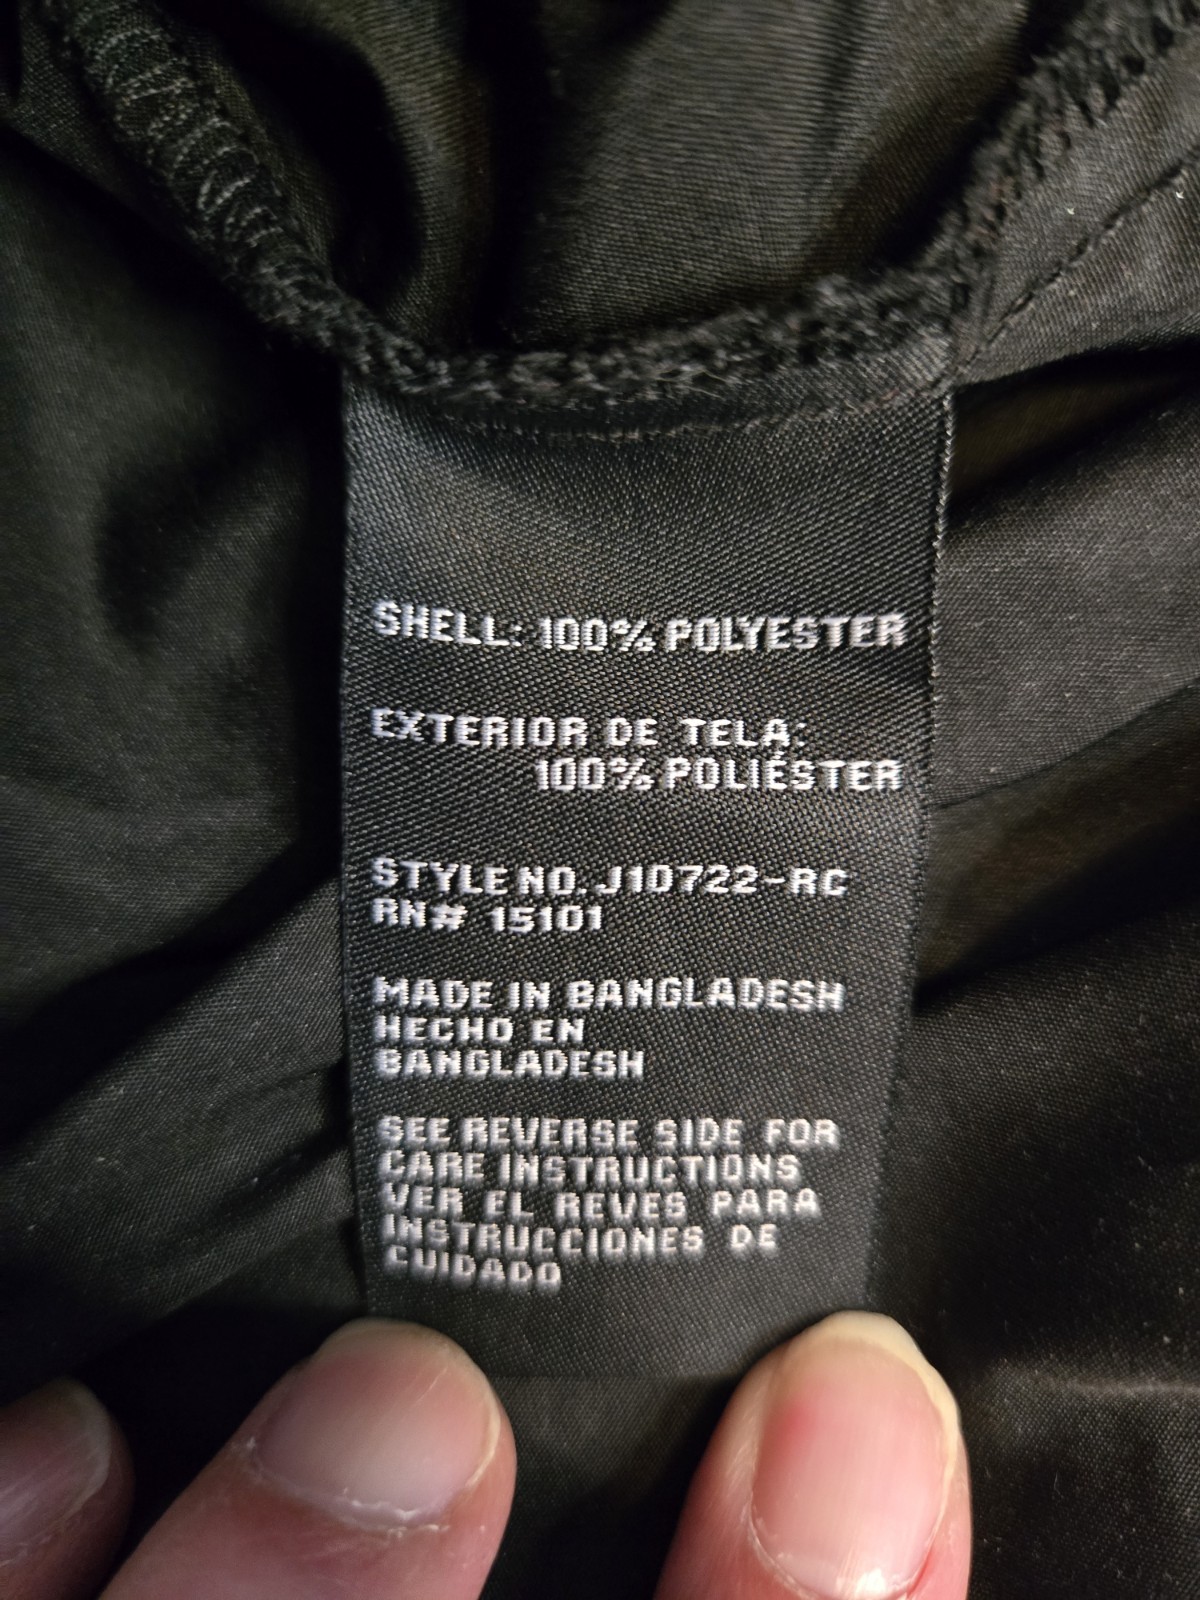 SHELL: 100% POLYESTER
EXTERIOR DE TELA:
100% POLIÉSTER
STYLE NO. J10722-RC
RN# 15101
MADE IN BANGLADESH
HECHO EN
BANGLADESH
SEE REVERSE SIDE FOR
CARE INSTRUCTIONS
VER EL REVES PARA
INSTRUCCIONES DE
CUIDADO